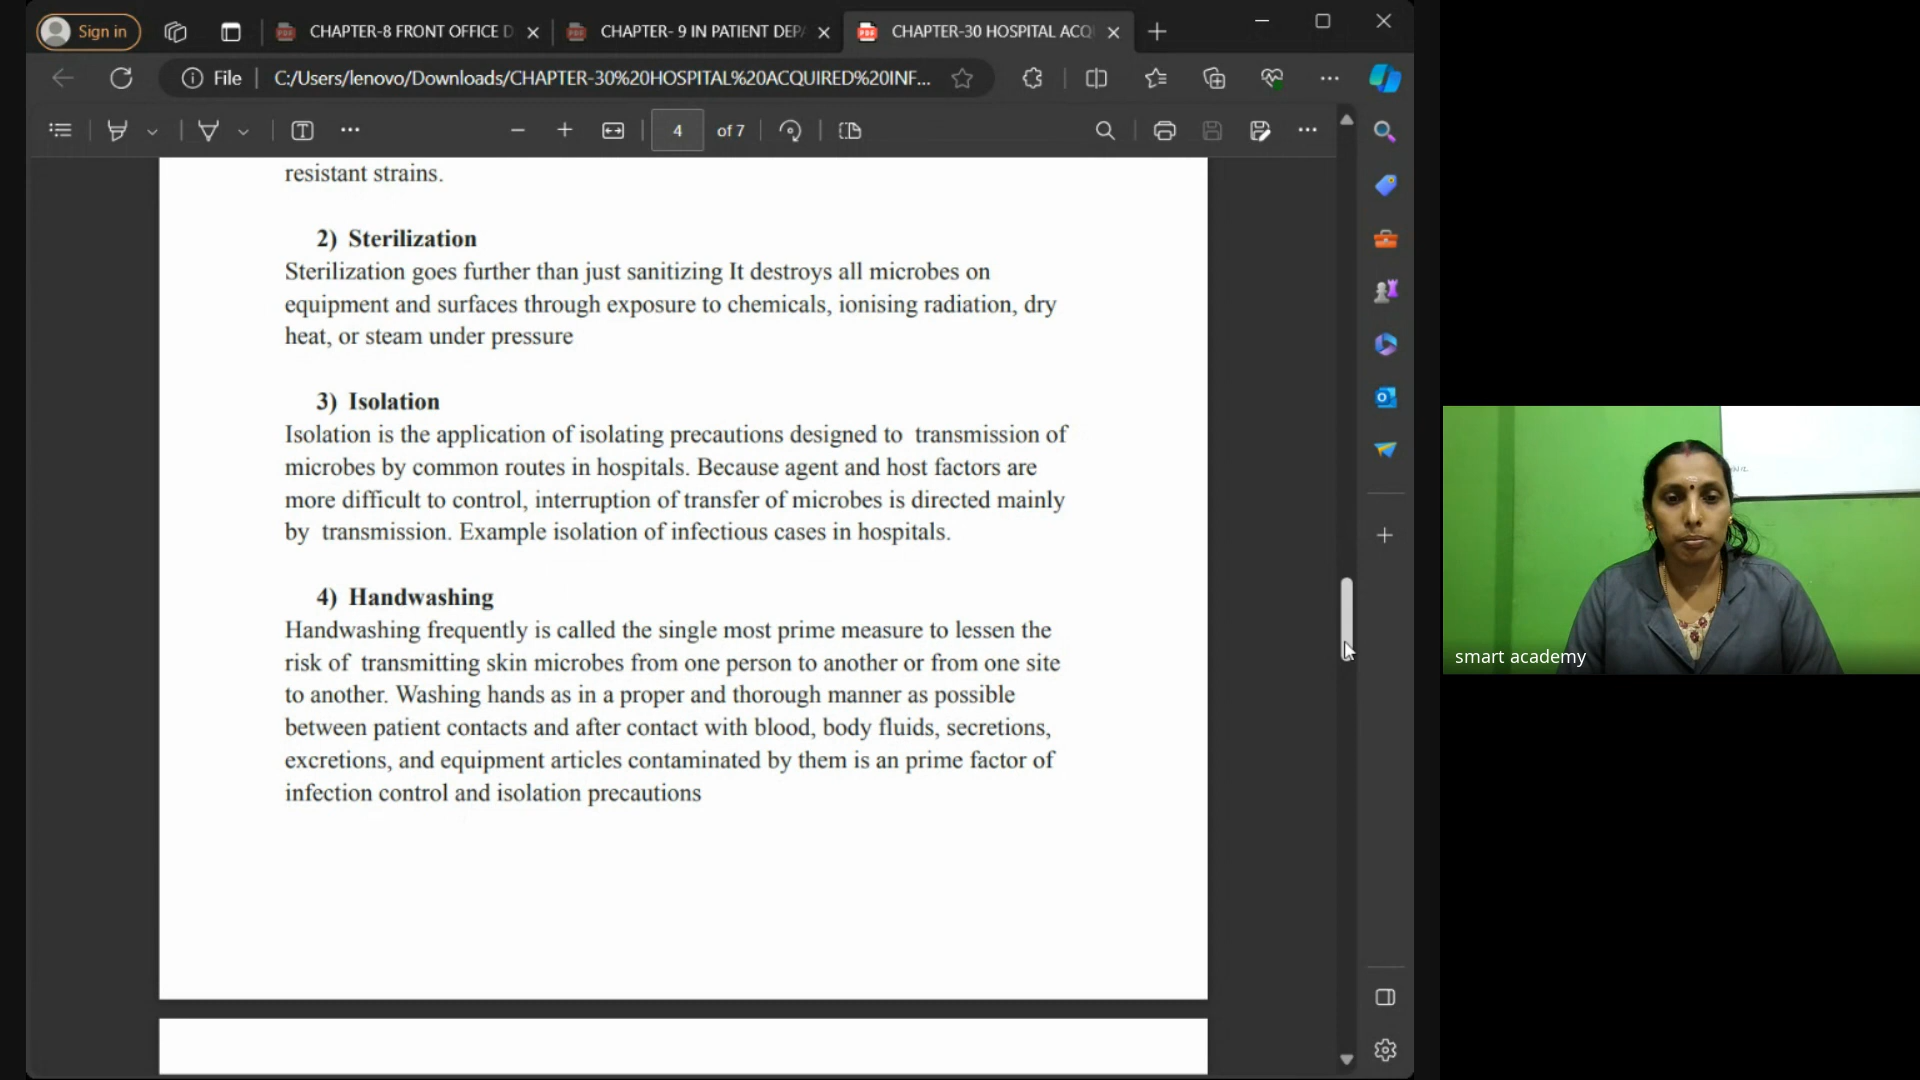 Sign in
CHAPTER-8 FRONT OFFICE D
CHAPTER- 9 IN PATIENT DEP
CHAPTER-30 HOSPITAL ACQ
File
C:/Users/lenovo/Downloads/CHAPTER-30%20HOSPITAL%20ACQUIRED%20INF...
4 of 7
resistant strains.
2) Sterilization
Sterilization goes further than just sanitizing It destroys all microbes on
equipment and surfaces through exposure to chemicals, ionising radiation, dry
heat, or steam under pressure
3) Isolation
Isolation is the application of isolating precautions designed to transmission of
microbes by common routes in hospitals. Because agent and host factors are
more difficult to control, interruption of transfer of microbes is directed mainly
by transmission. Example isolation of infectious cases in hospitals.
4) Handwashing
Handwashing frequently is called the single most prime measure to lessen the
risk of transmitting skin microbes from one person to another or from one site
to another. Washing hands as in a proper and thorough manner as possible
between patient contacts and after contact with blood, body fluids, secretions,
excretions, and equipment articles contaminated by them is an prime factor of
infection control and isolation precautions
smart academy